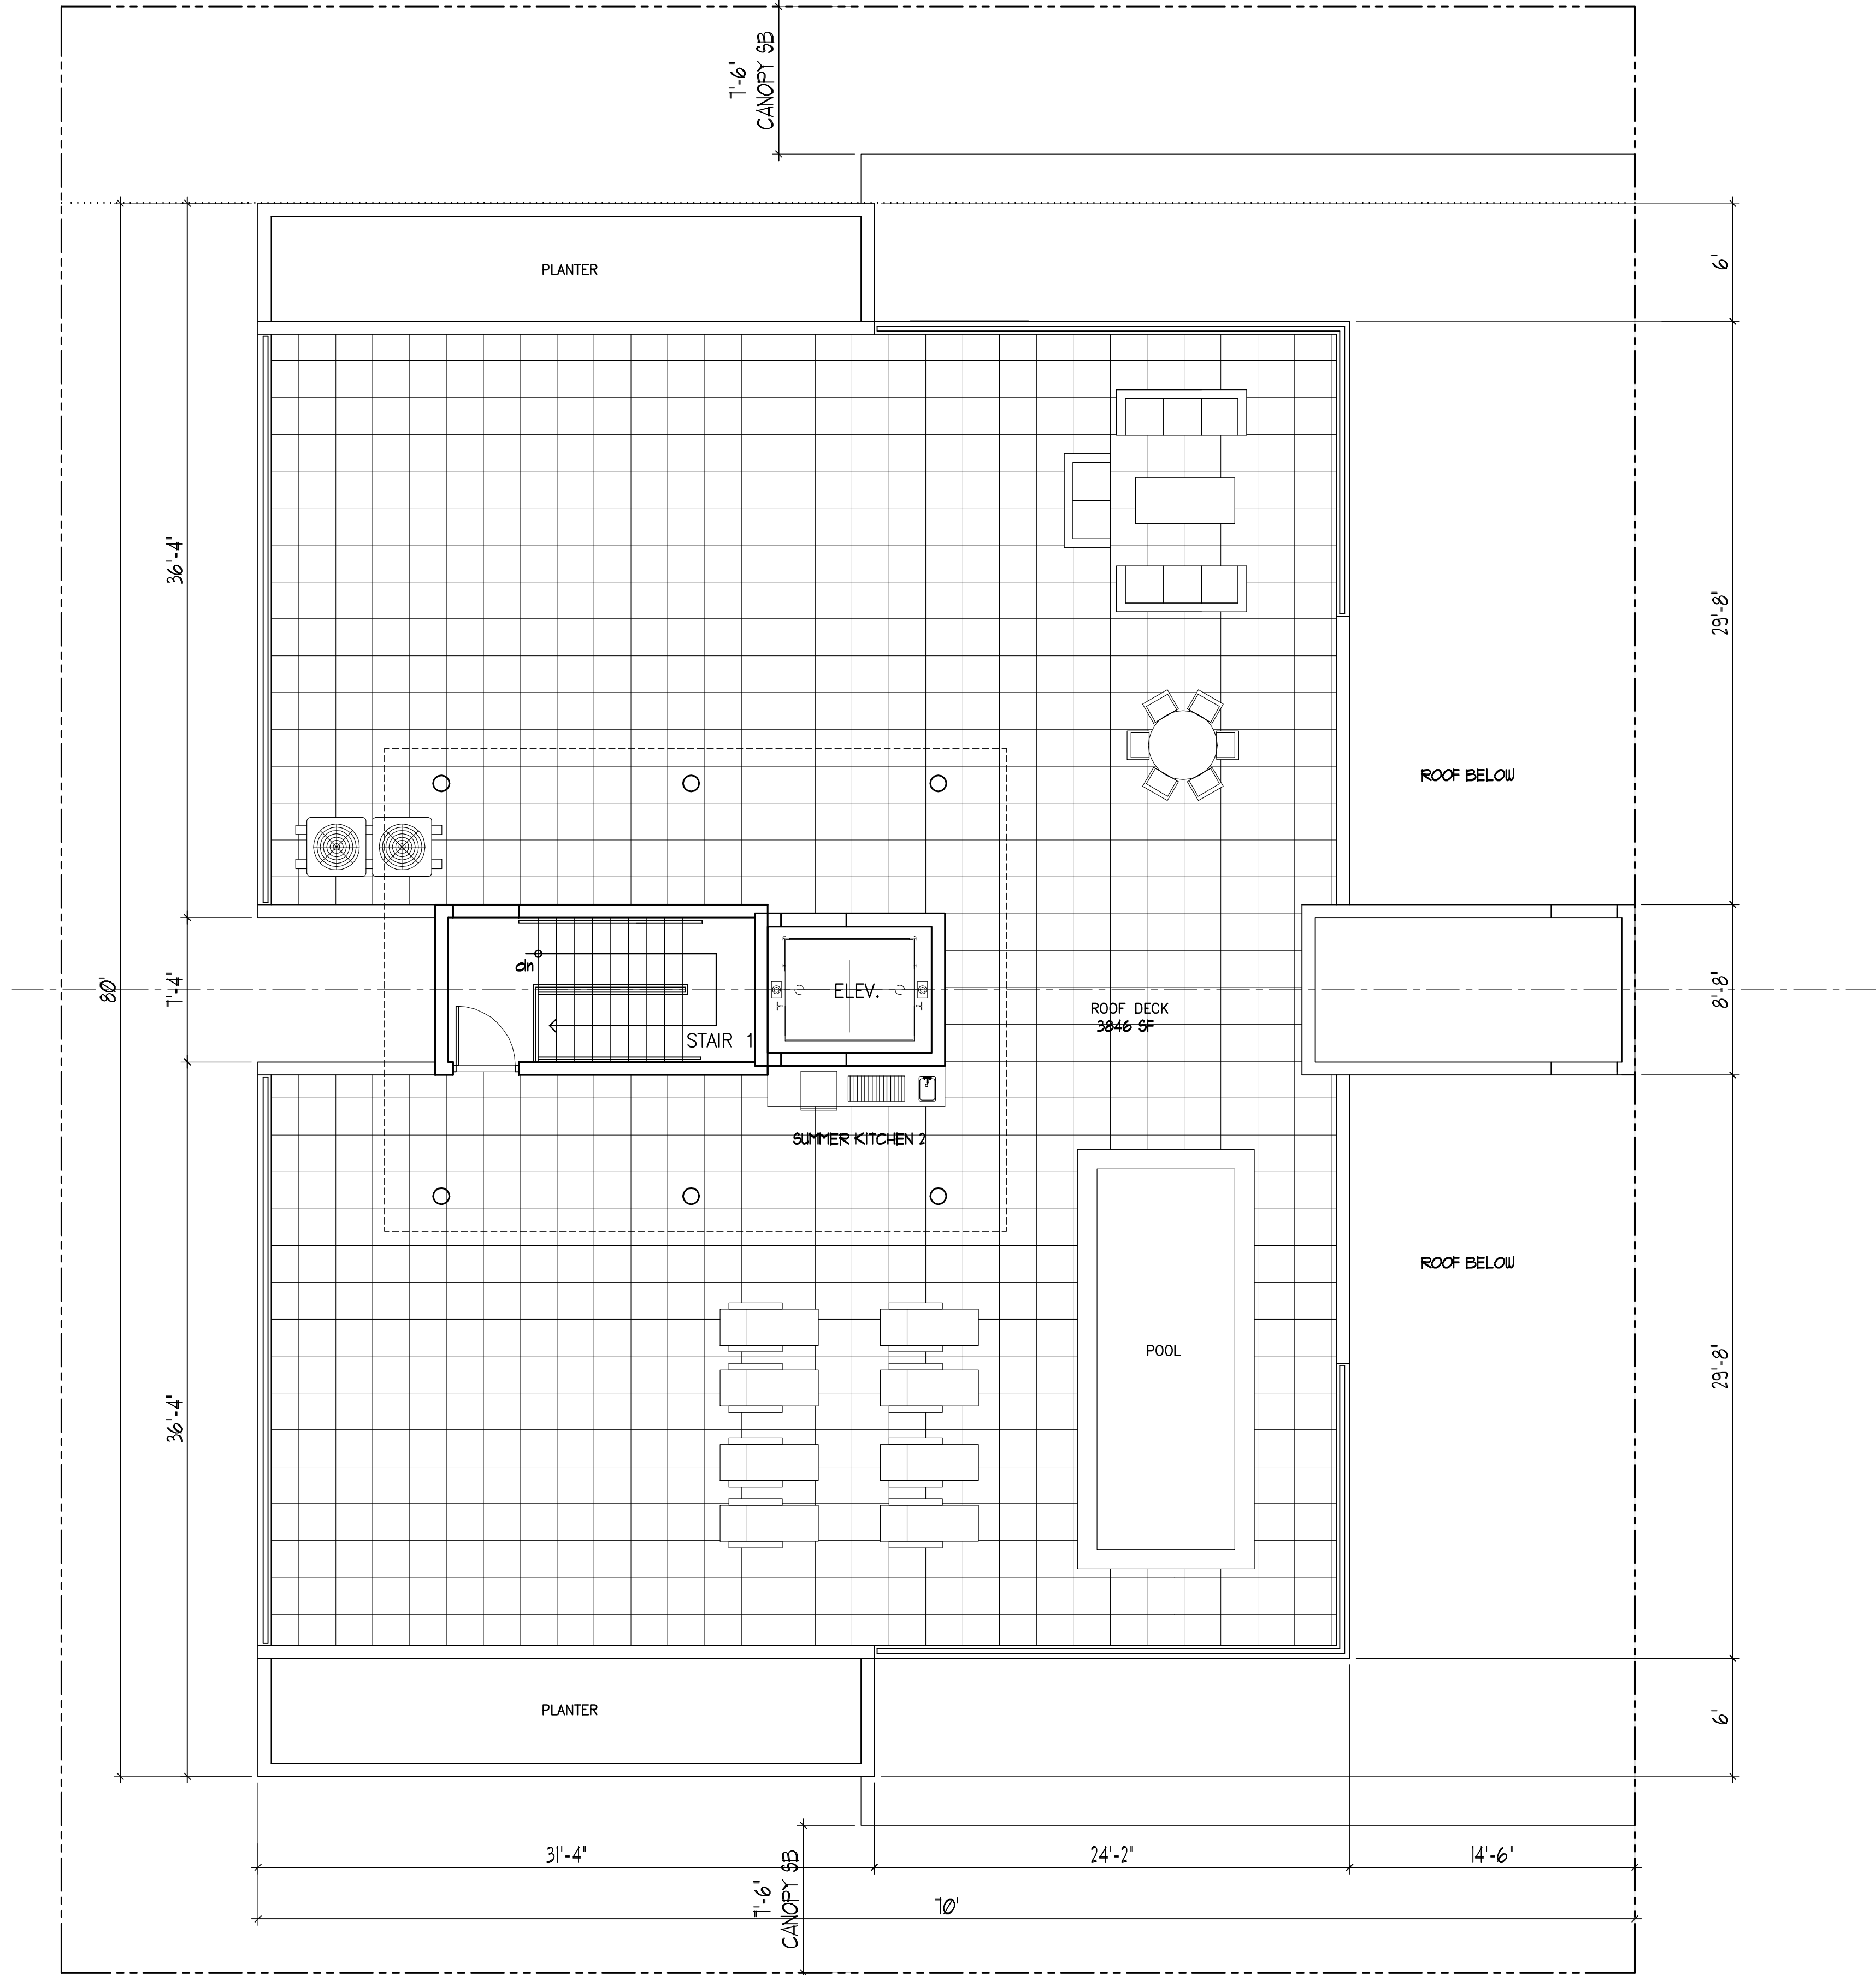 7'-6"
CANOPY SB
PLANTER
6'
36'-4"
29'-8"
ROOF BELOW
80'
7'-4"
dn
STAIR 1
ELEV.
ROOF DECK
3846 SF
8'-8"
SUMMER KITCHEN 2
ROOF BELOW
POOL
36'-4"
29'-8"
PLANTER
6'
31'-4"
24'-2"
14'-6"
7'-6"
CANOPY SB
70'